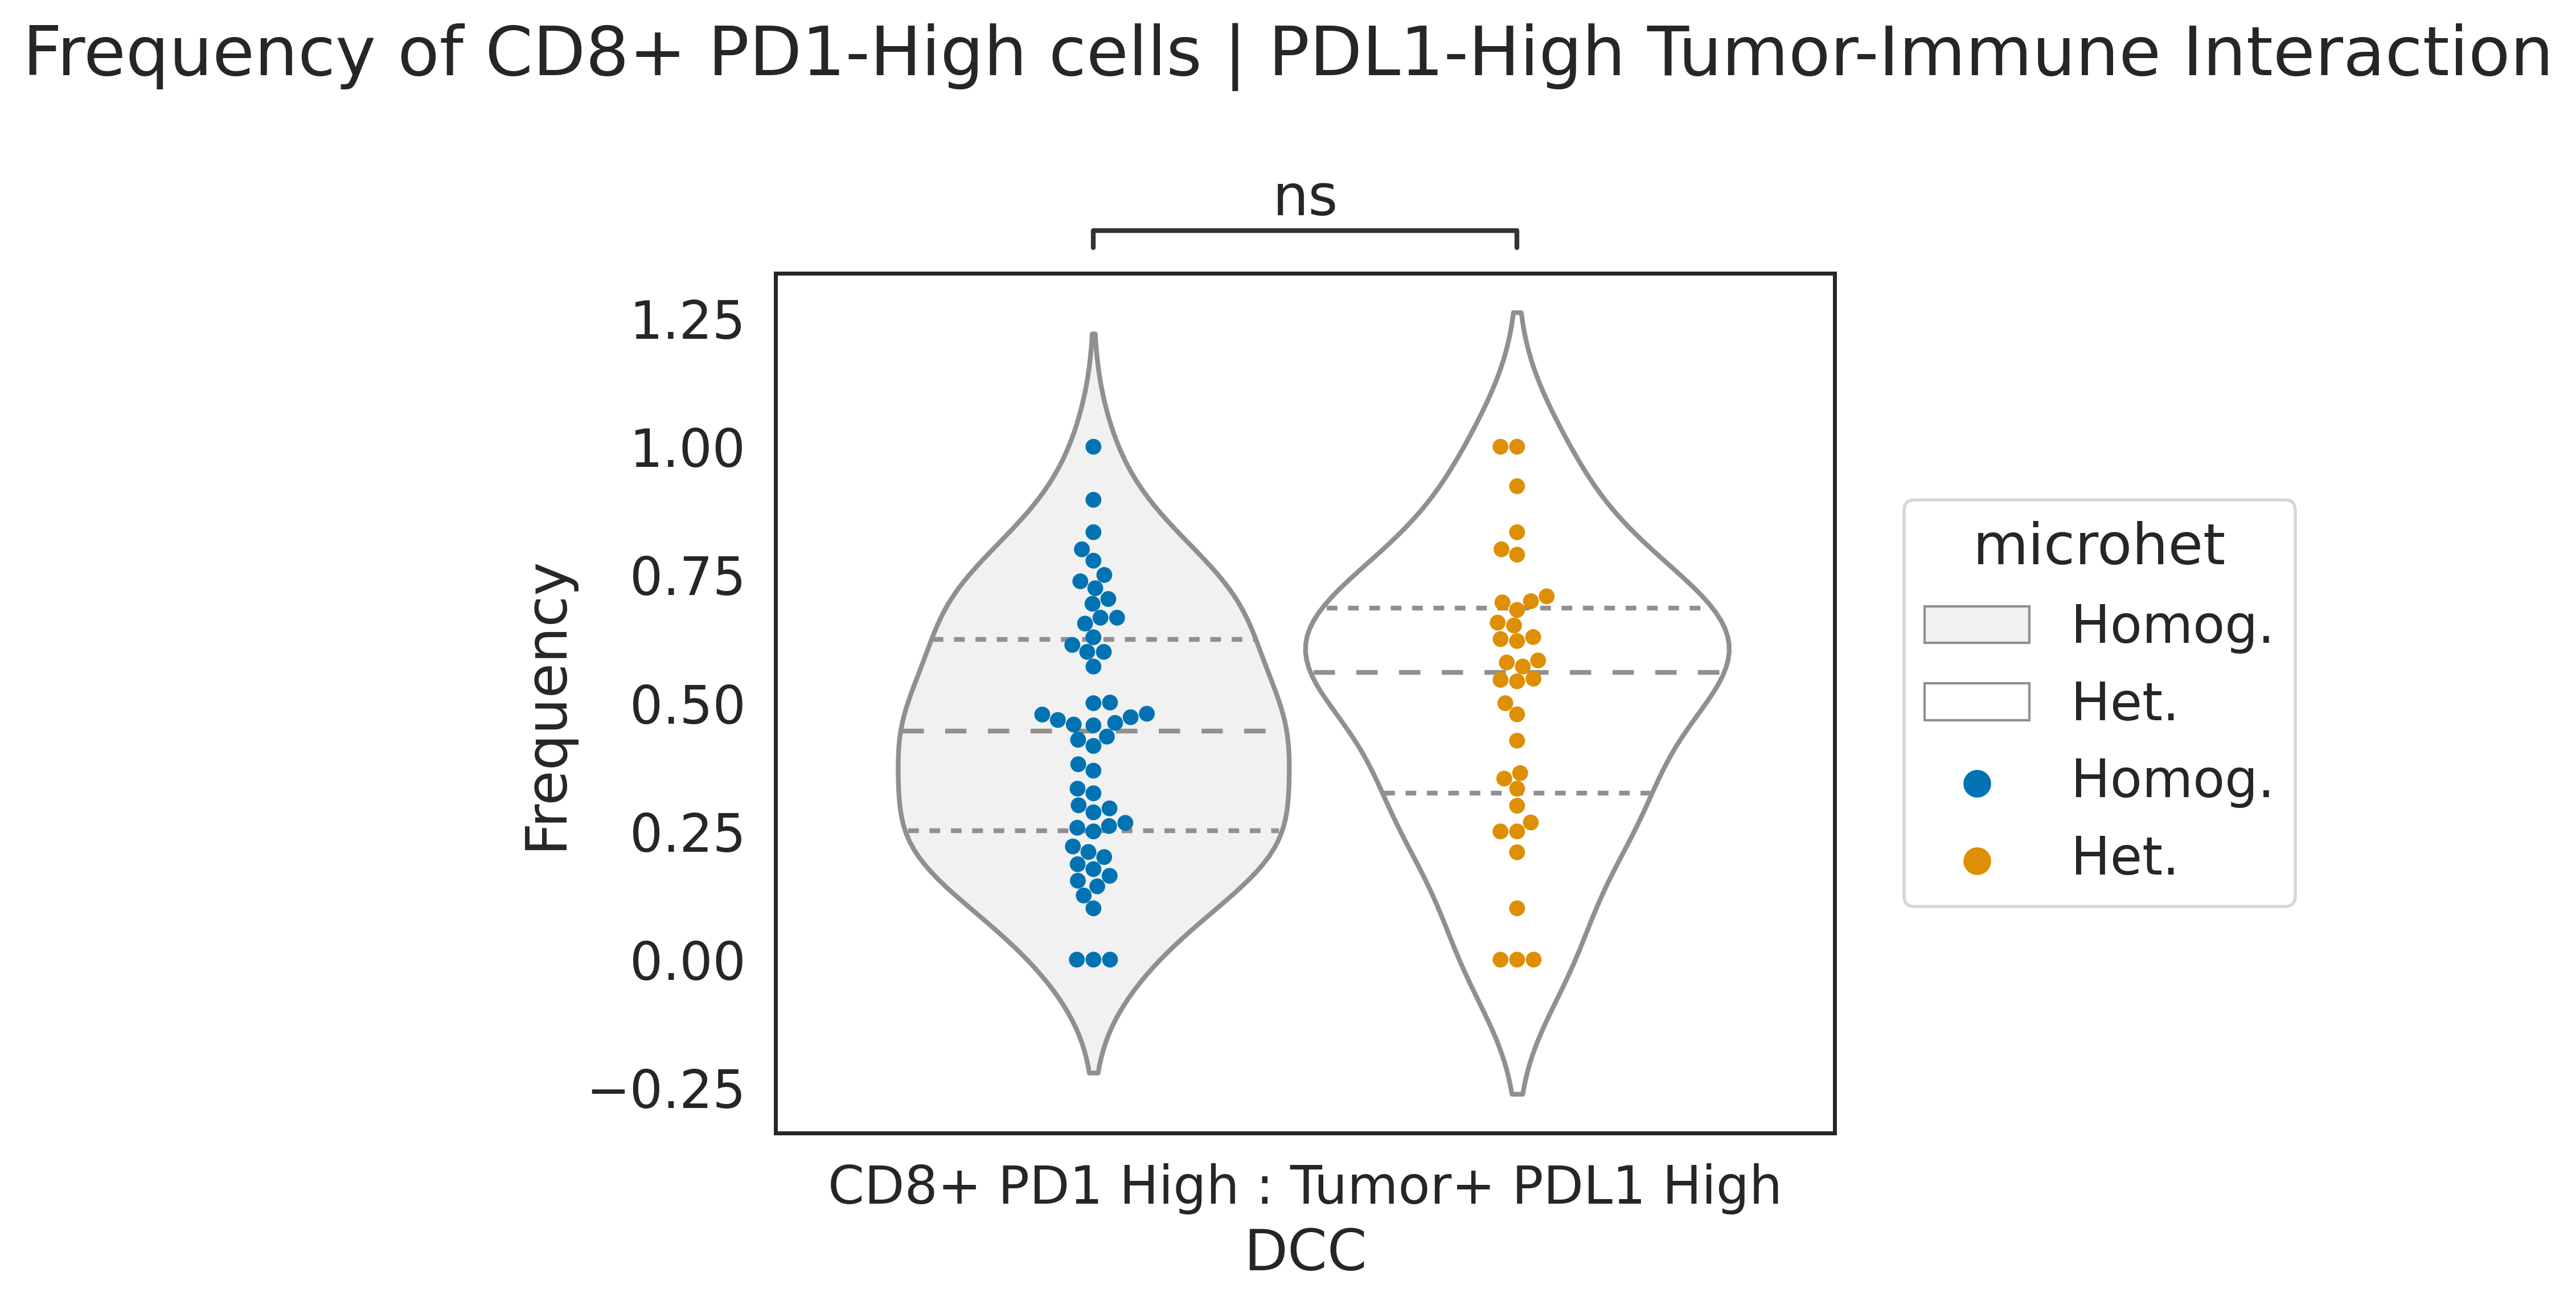 Frequency of CD8+ PD1-High cells | PDL1-High Tumor-Immune Interaction
ns
1.25
1.00
0.75
0.50
0.25
0.00
−0.25
Frequency
CD8+ PD1 High : Tumor+ PDL1 High
DCC
microhet
Homog.
Het.
Homog.
Het.